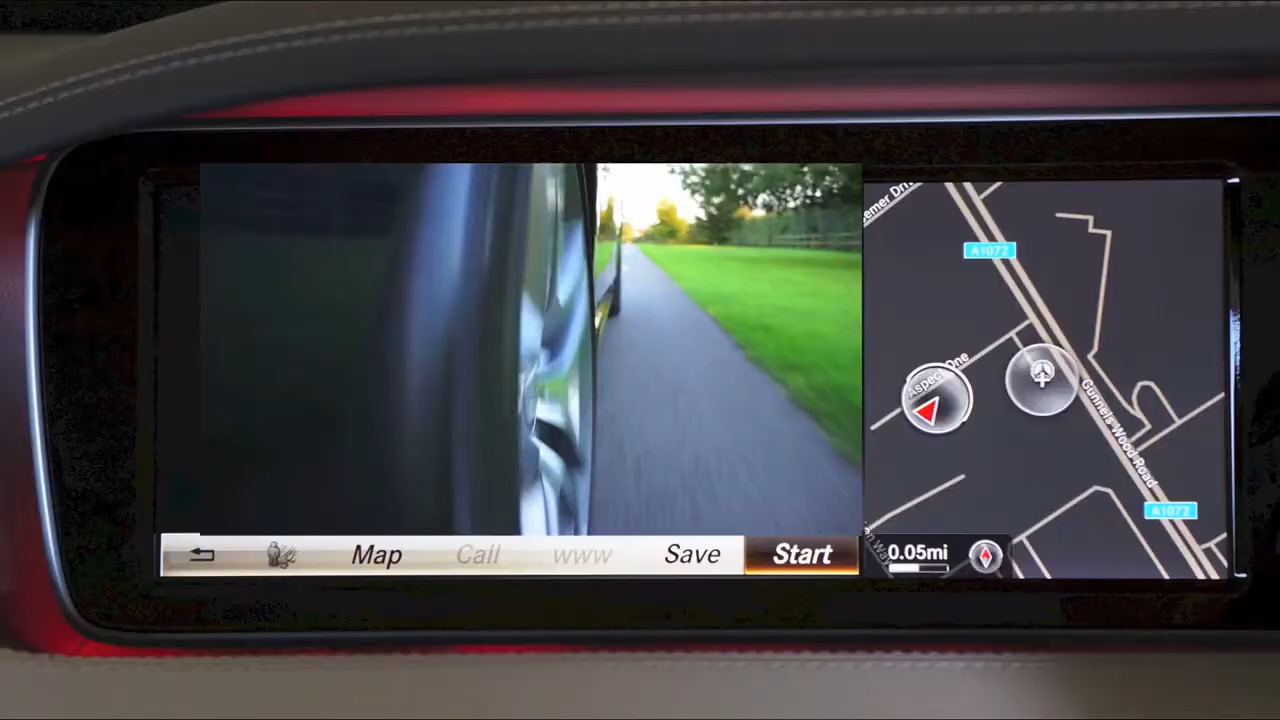 A1072
Aspect One
Gunnels Wood Road
A1072
0.05mi
Map Call www Save Start